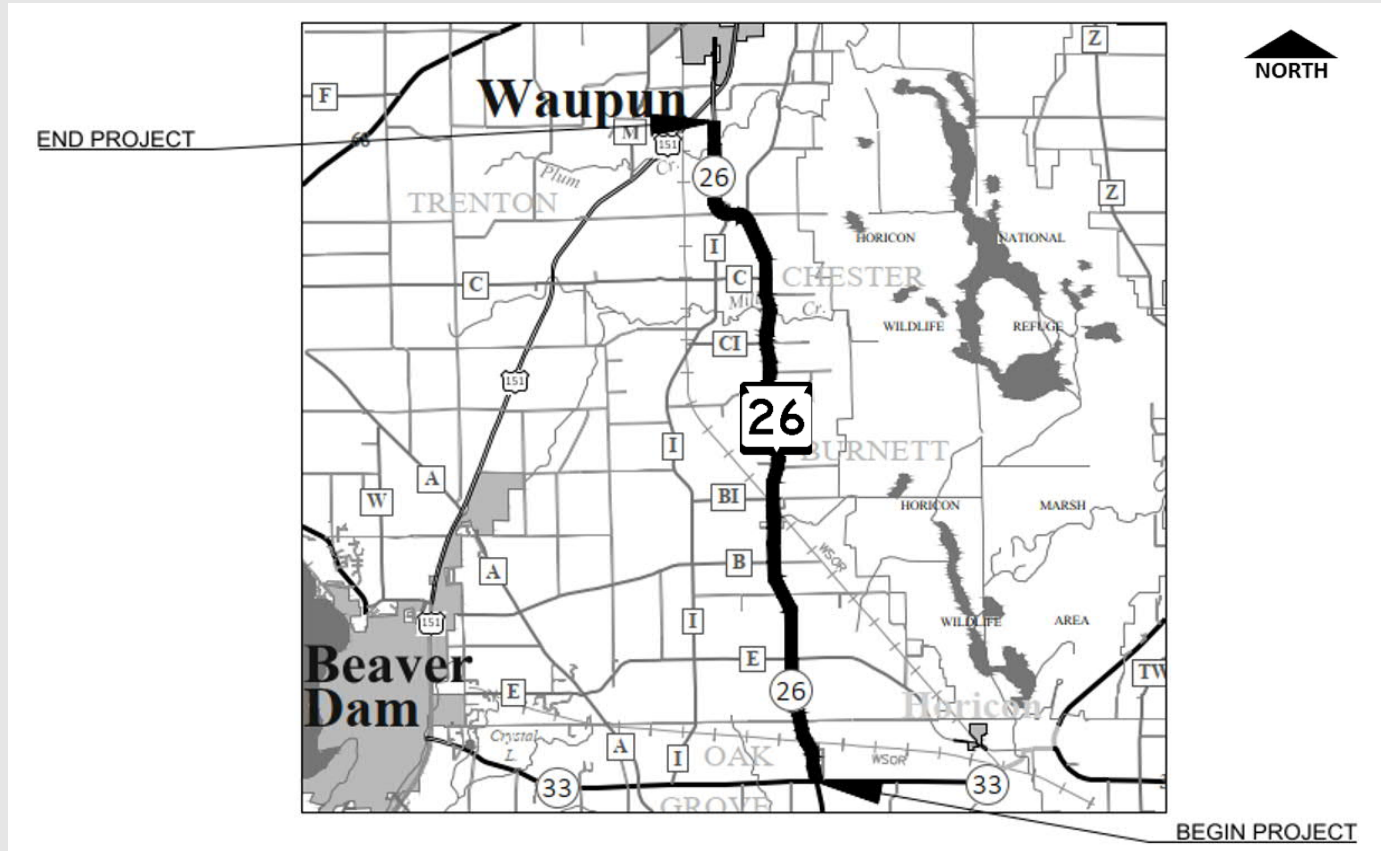 Z
NORTH
F
Waupun
END PROJECT
68
M
151
Cr.
26
Plum
TRENTON
Z
I
HORICON
NATIONAL
C
C
CHESTER
Mill
Cr.
WILDLIFE
REFUGE
CI
151
26
BURNETT
I
A
W
BI
HORICON
MARSH
B
WSOR
A
E
151
I
WILDLIFE
AREA
Beaver
Dam
E
E
26
TW
Horicon
Crystal
L.
A
I
OAK
WSOR
33
33
GROVE
BEGIN PROJECT